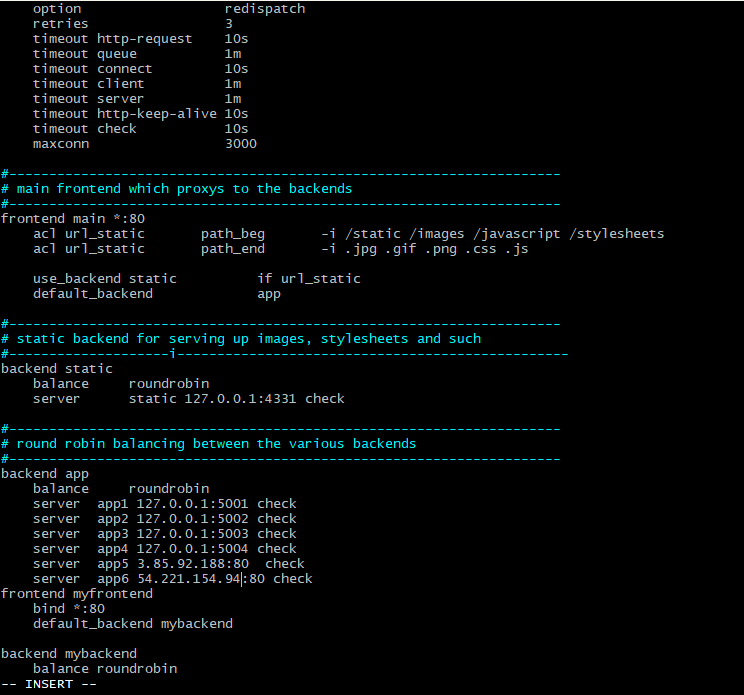 option                  redispatch
    retries                 3
    timeout http-request    10s
    timeout queue           1m
    timeout connect         10s
    timeout client          1m
    timeout server          1m
    timeout http-keep-alive 10s
    timeout check           10s
    maxconn                 3000

#---------------------------------------------------------------------
# main frontend which proxys to the backends
#---------------------------------------------------------------------
frontend main *:80
    acl url_static       path_beg       -i /static /images /javascript /stylesheets
    acl url_static       path_end       -i .jpg .gif .png .css .js

    use_backend static          if url_static
    default_backend             app

#---------------------------------------------------------------------
# static backend for serving up images, stylesheets and such
#--------------------i-------------------------------------------------
backend static
    balance     roundrobin
    server      static 127.0.0.1:4331 check

#---------------------------------------------------------------------
# round robin balancing between the various backends
#---------------------------------------------------------------------
backend app
    balance     roundrobin
    server  app1 127.0.0.1:5001 check
    server  app2 127.0.0.1:5002 check
    server  app3 127.0.0.1:5003 check
    server  app4 127.0.0.1:5004 check
    server  app5 3.85.92.188:80  check
    server  app6 54.221.154.94:80 check
frontend myfrontend
    bind *:80
    default_backend mybackend

backend mybackend
    balance roundrobin
-- INSERT --